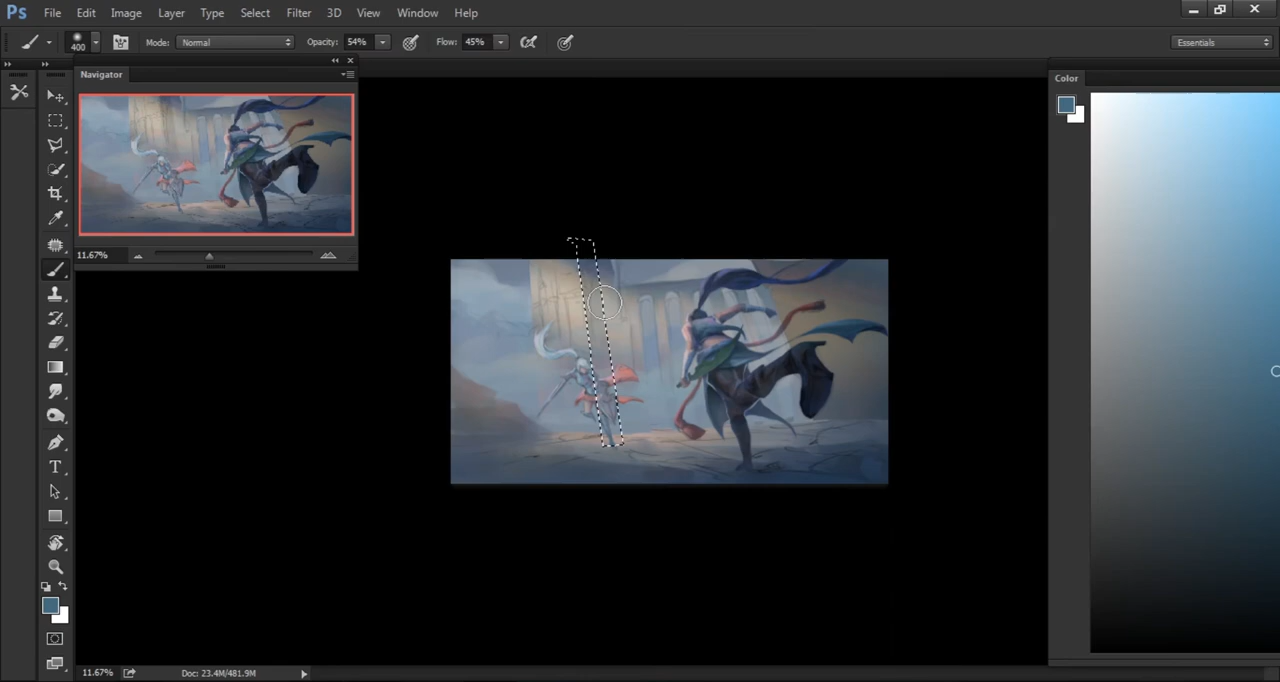 Ps File Edit Image Layer Type Select Filter 3D View Window Help
400 Mode: Normal Opacity: 54% Flow: 45% Essentials
Navigator
Color
11.67%
T
11.67% Doc: 23.4M/481.9M